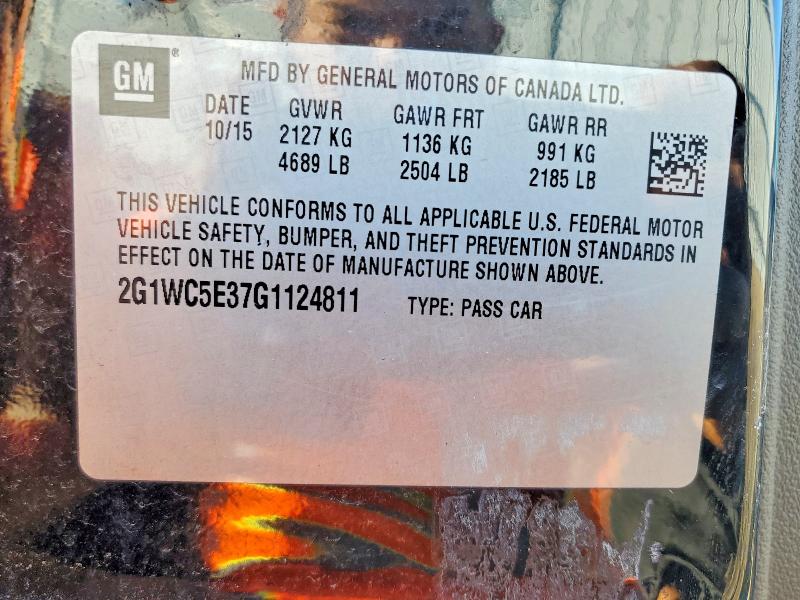 GM®
MFD BY GENERAL MOTORS OF CANADA LTD.
DATE GVWR GAWR FRT GAWR RR
10/15 2127 KG 1136 KG 991 KG
4689 LB 2504 LB 2185 LB
THIS VEHICLE CONFORMS TO ALL APPLICABLE U.S. FEDERAL MOTOR
VEHICLE SAFETY, BUMPER, AND THEFT PREVENTION STANDARDS IN
EFFECT ON THE DATE OF MANUFACTURE SHOWN ABOVE.
2G1WC5E37G1124811 TYPE: PASS CAR